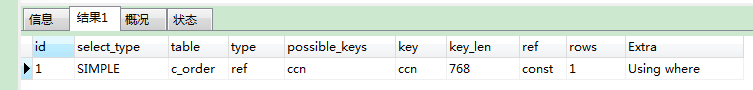 信息 结果1 概况 状态
id select_type table type possible_keys key key_len ref rows Extra
1 SIMPLE c_order ref ccn ccn 768 const 1 Using where